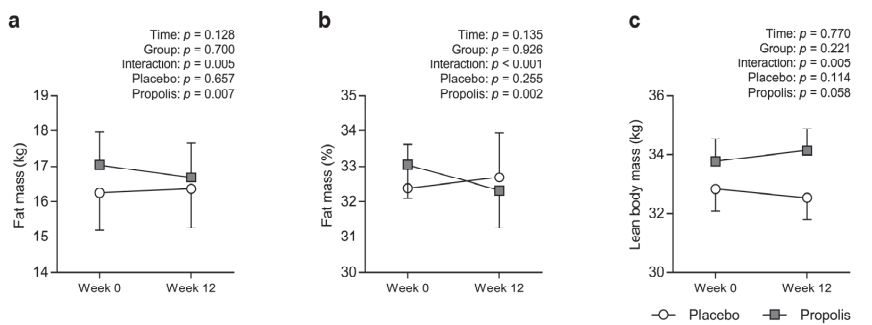 a
Time: p = 0.128
Group: p = 0.700
Interaction: p = 0.005
Placebo: p = 0.657
Propolis: p = 0.007
Fat mass (kg)
19
18
17
16
15
14
Week 0 Week 12
b
Time: p = 0.135
Group: p = 0.926
Interaction: p < 0.001
Placebo: p = 0.255
Propolis: p = 0.002
Fat mass (%)
35
34
33
32
31
30
Week 0 Week 12
c
Time: p = 0.770
Group: p = 0.221
Interaction: p = 0.005
Placebo: p = 0.114
Propolis: p = 0.058
Lean body mass (kg)
36
34
32
30
Week 0 Week 12
Placebo Propolis